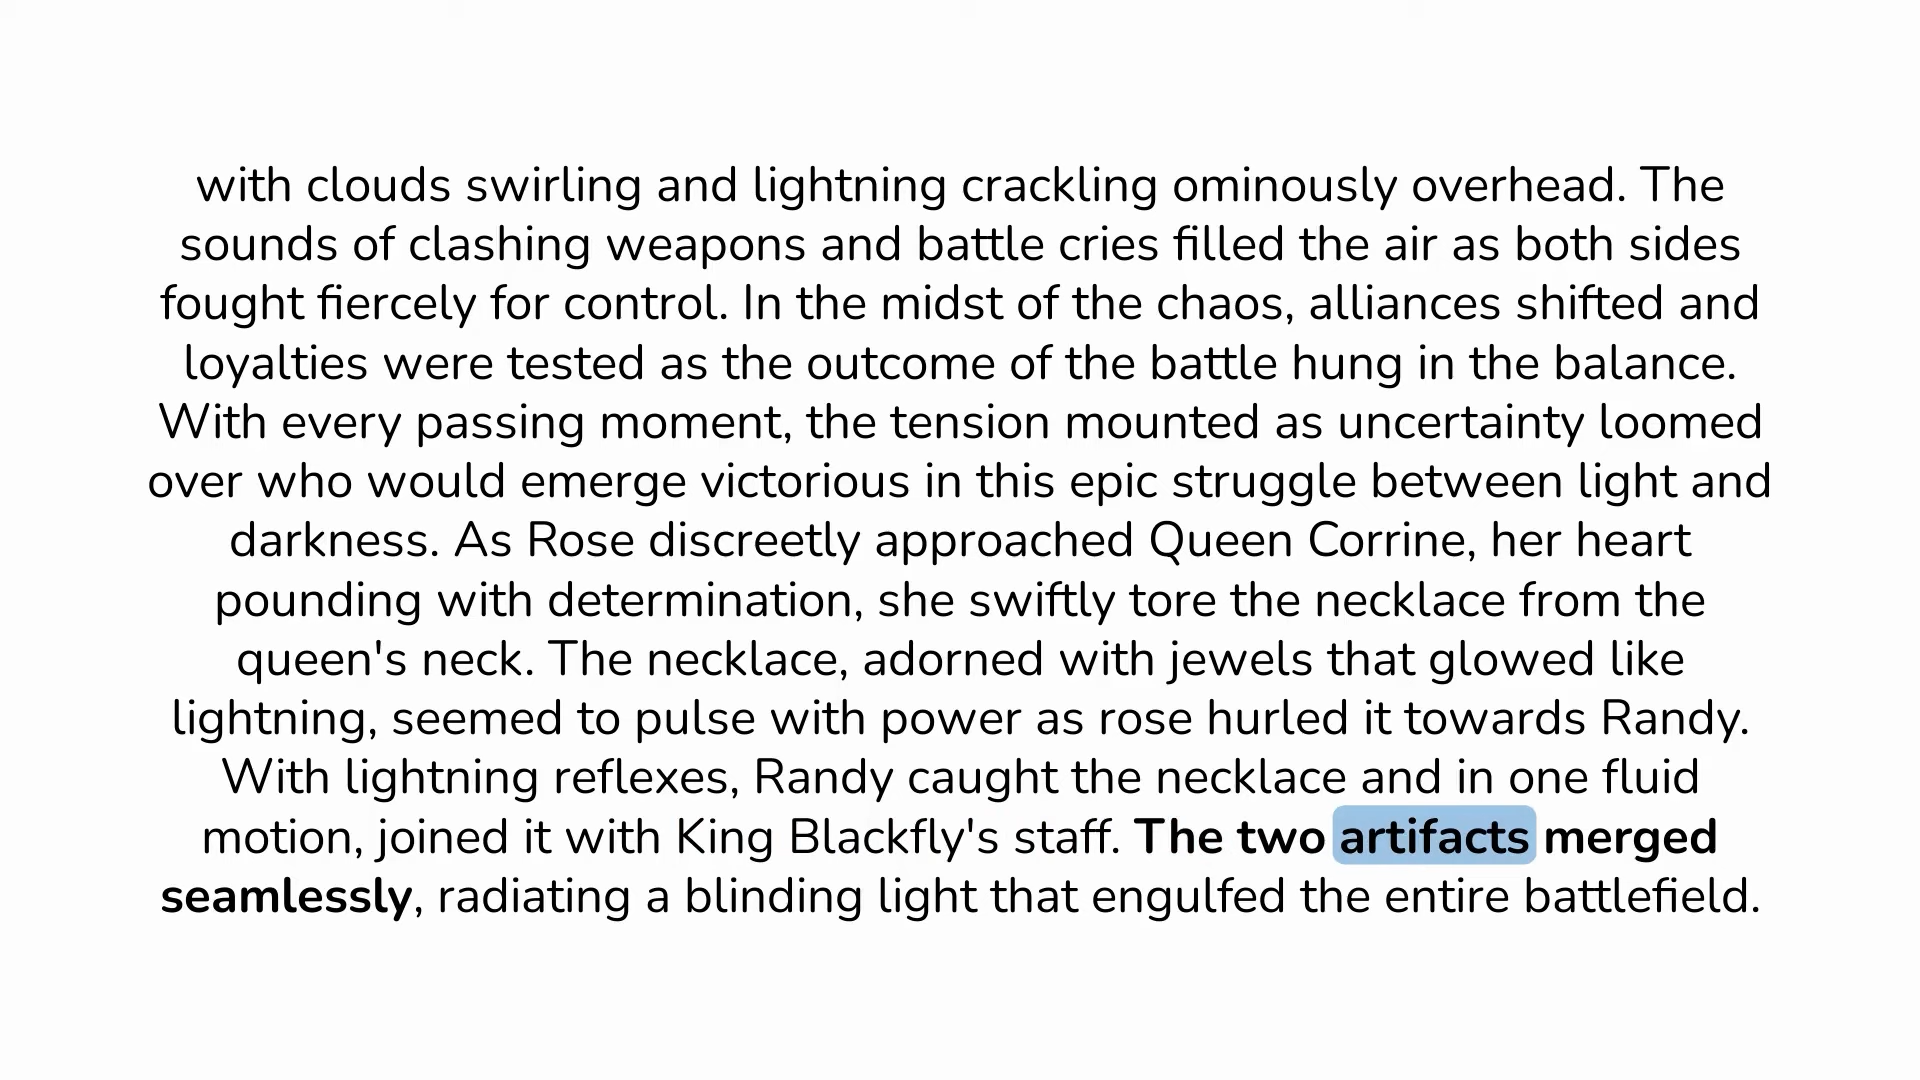 with clouds swirling and lightning crackling ominously overhead. The
sounds of clashing weapons and battle cries filled the air as both sides
fought fiercely for control. In the midst of the chaos, alliances shifted and
loyalties were tested as the outcome of the battle hung in the balance.
With every passing moment, the tension mounted as uncertainty loomed
over who would emerge victorious in this epic struggle between light and
darkness. As Rose discreetly approached Queen Corrine, her heart
pounding with determination, she swiftly tore the necklace from the
queen's neck. The necklace, adorned with jewels that glowed like
lightning, seemed to pulse with power as rose hurled it towards Randy.
With lightning reflexes, Randy caught the necklace and in one fluid
motion, joined it with King Blackfly's staff. The two artifacts merged
seamlessly, radiating a blinding light that engulfed the entire battlefield.